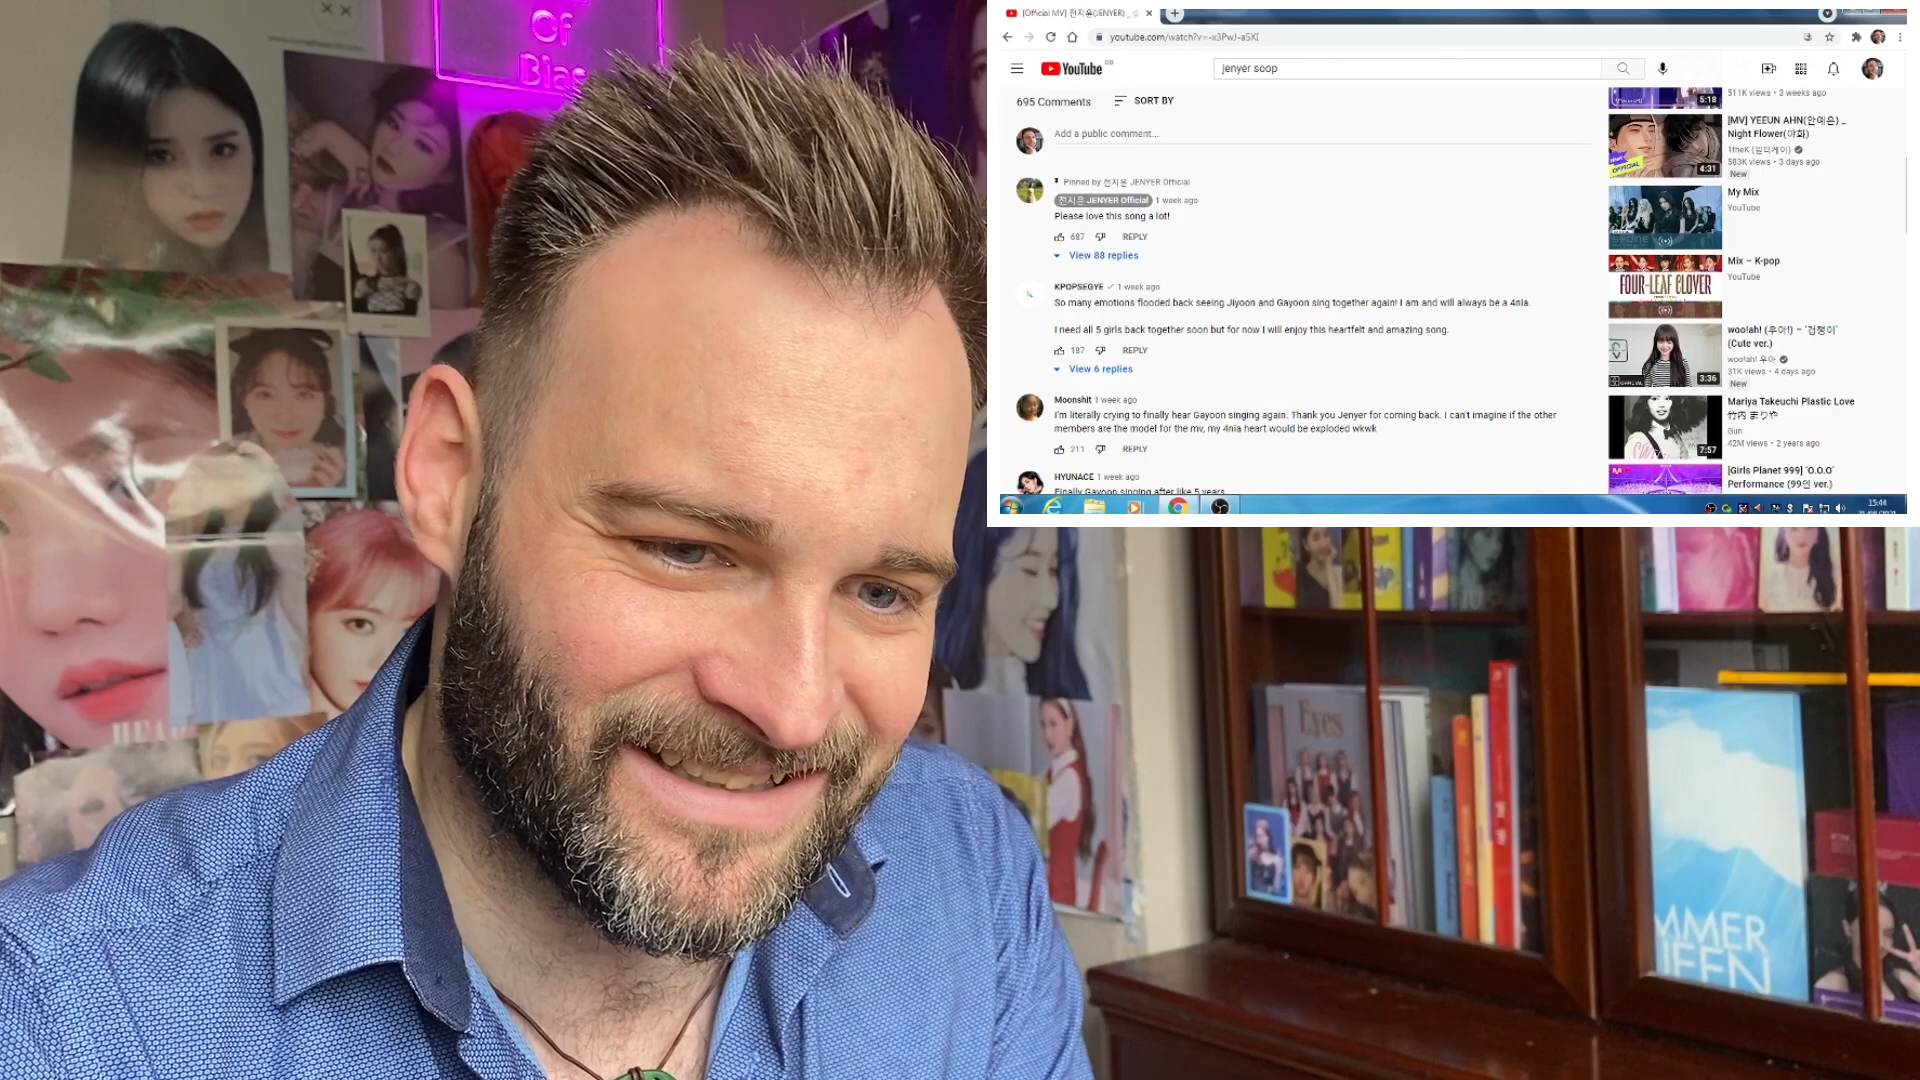 Of
Bias
[Official MV] 전지윤(JENYER) _
youtube.com/watch?v=-x3PwJ-a5XI
YouTube GB
jenyer soop
695 Comments
SORT BY
Add a public comment...
Pinned by 전지윤 JENYER Official
전지윤 JENYER Official 1 week ago
Please love this song a lot!
687 REPLY
View 88 replies
KPOPSEGYE 1 week ago
So many emotions flooded back seeing Jiyoon and Gayoon sing together again! I am and will always be a 4nia.
I need all 5 girls back together soon but for now I will enjoy this heartfelt and amazing song.
187 REPLY
View 6 replies
Moonshit 1 week ago
I'm literally crying to finally hear Gayoon singing again. Thank you Jenyer for coming back. I can't imagine if the other
members are the model for the mv, my 4nia heart would be exploded wkwk
211 REPLY
HYUNACE 1 week ago
Finally Gayoon singing after like 5 years
5:18
511K views • 3 weeks ago
[MV] YEEUN AHN(안예은) _
Night Flower(야화)
1theK (원더케이)
583K views • 3 days ago
New
OFFICIAL
4:31
My Mix
YouTube
Mix – K-pop
YouTube
FOUR-LEAF CLOVER
woo!ah! (우아!) – '검쟁이'
(Cute ver.)
woo!ah! 우아
31K views • 4 days ago
New
3:36
Mariya Takeuchi Plastic Love
竹内 まりや
Gun
42M views • 2 years ago
7:57
[Girls Planet 999] 'O.O.O'
Performance (99인 ver.)
15:44
Eyes
MMER